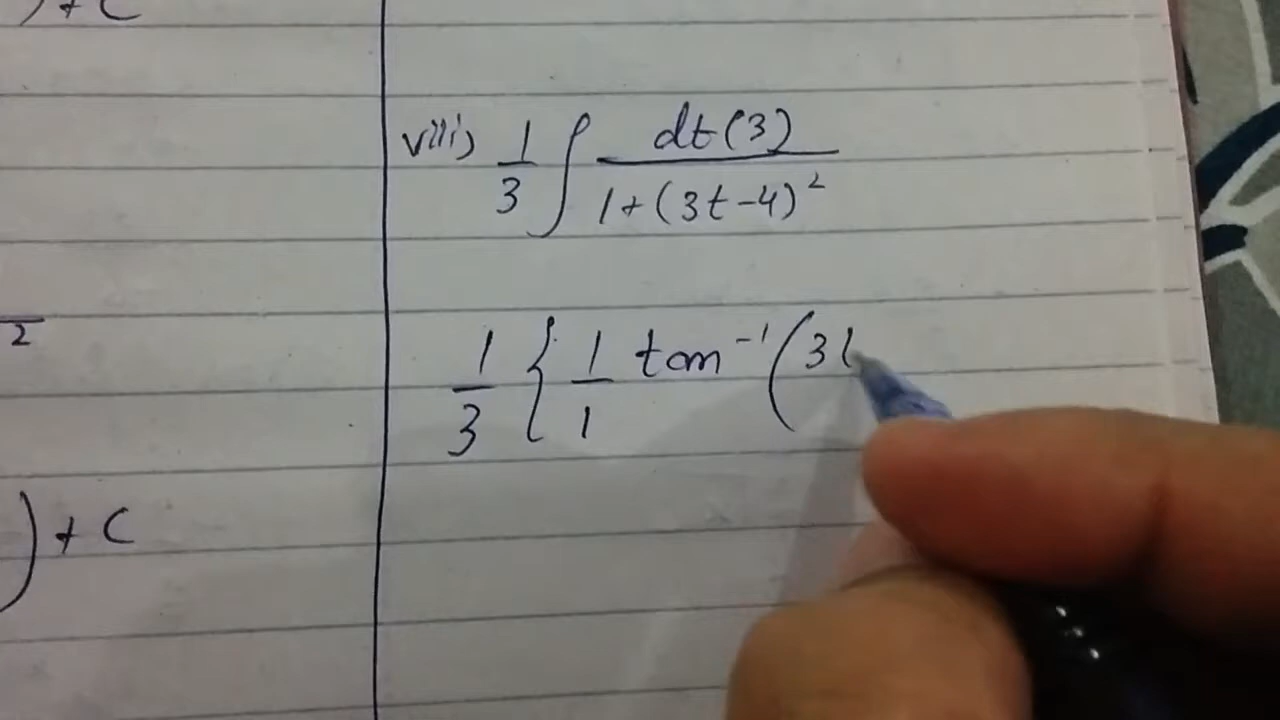 ) + C
viii) 1/3 ∫ dt(3) / 1+(3t-4)²
2
1/3 { 1/1 tan⁻¹ (3
) + C